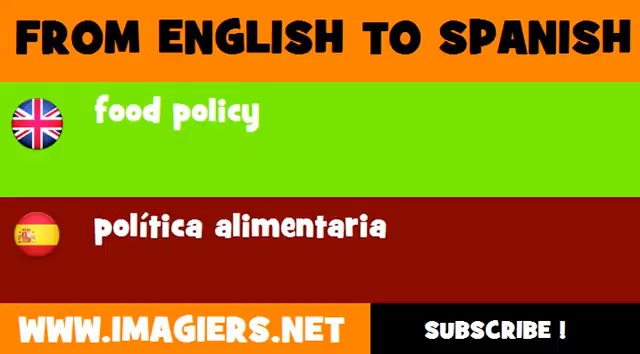 FROM ENGLISH TO SPANISH
food policy
política alimentaria
WWW.IMAGIERS.NET
SUBSCRIBE !